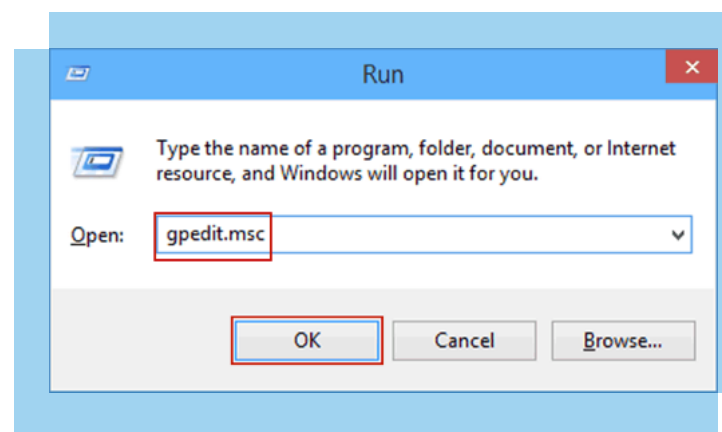 Run
Type the name of a program, folder, document, or Internet
resource, and Windows will open it for you.
Open: gpedit.msc
OK Cancel Browse...